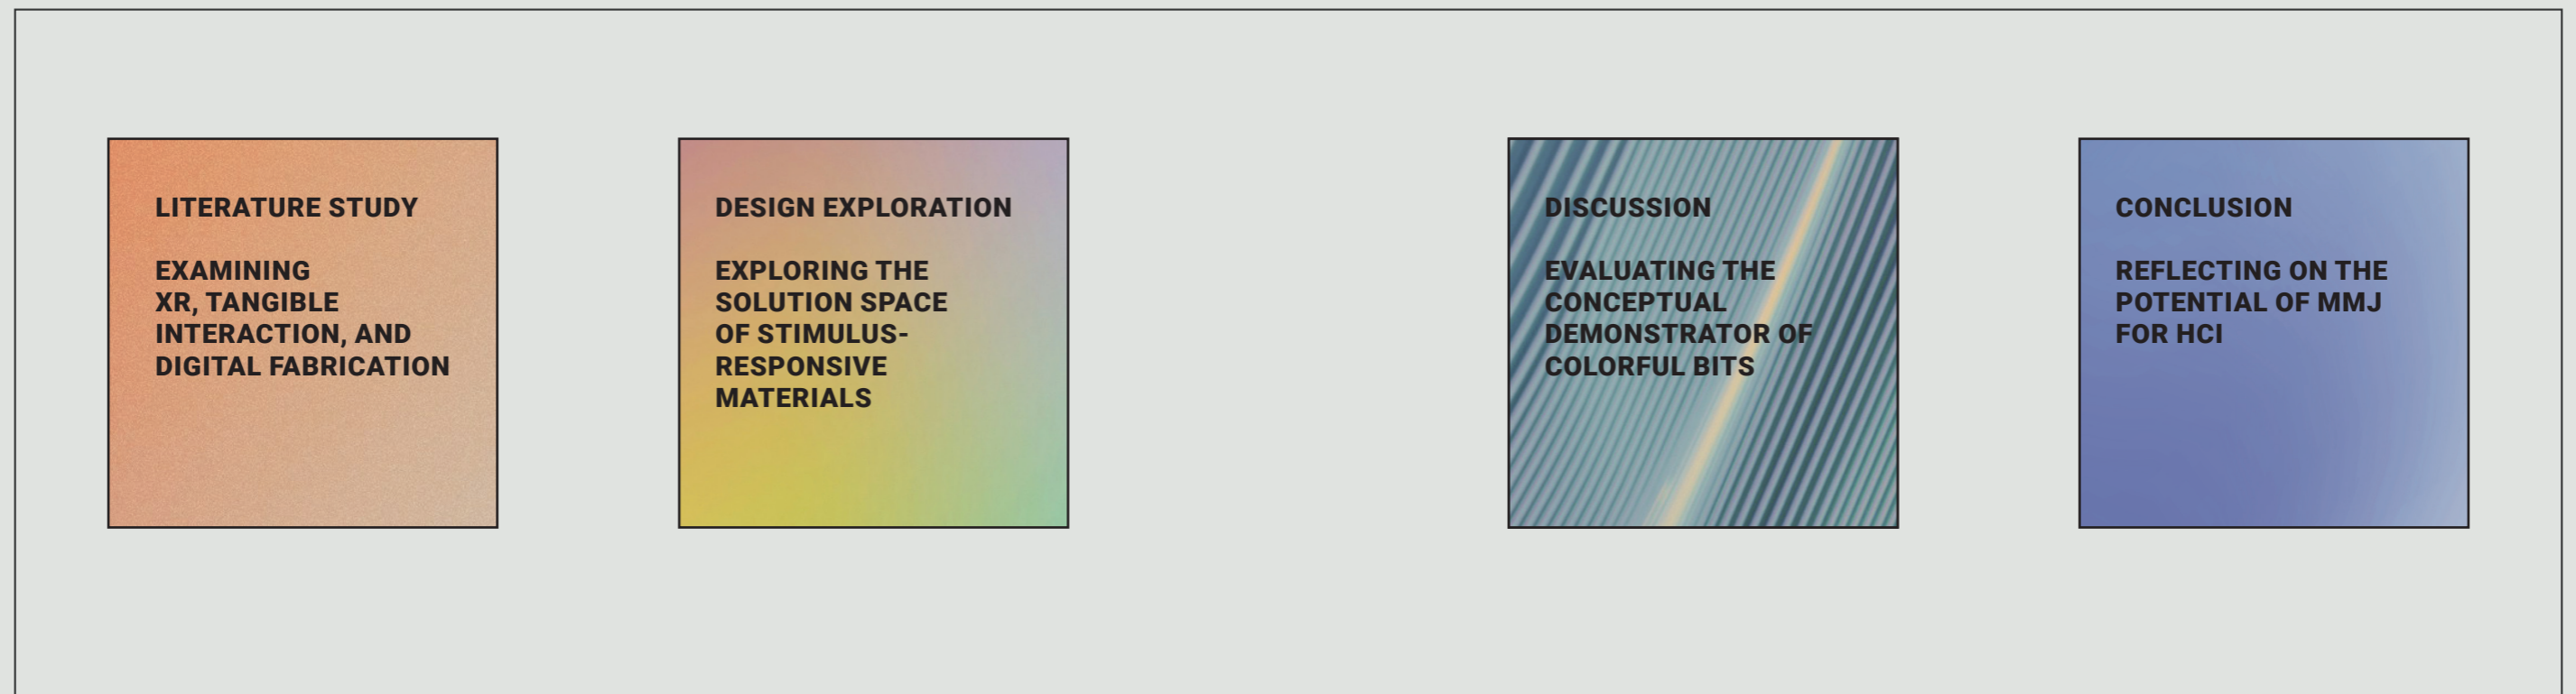 LITERATURE STUDY
EXAMINING
XR, TANGIBLE
INTERACTION, AND
DIGITAL FABRICATION
DESIGN EXPLORATION
EXPLORING THE
SOLUTION SPACE
OF STIMULUS-
RESPONSIVE
MATERIALS
DISCUSSION
EVALUATING THE
CONCEPTUAL
DEMONSTRATOR OF
COLORFUL BITS
CONCLUSION
REFLECTING ON THE
POTENTIAL OF MMJ
FOR HCI